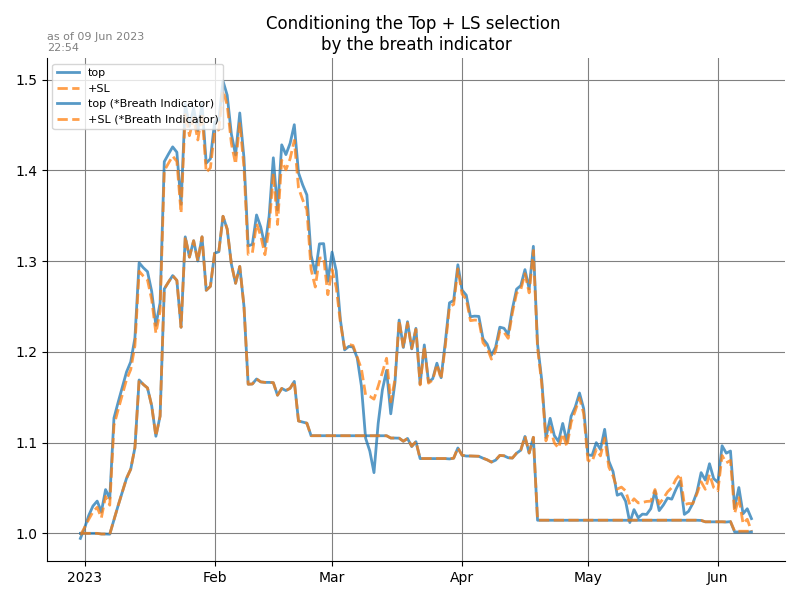 Conditioning the Top + LS selection
by the breath indicator
as of 09 Jun 2023
22:54
top
+SL
top (*Breath Indicator)
+SL (*Breath Indicator)
1.5
1.4
1.3
1.2
1.1
1.0
2023 Feb Mar Apr May Jun